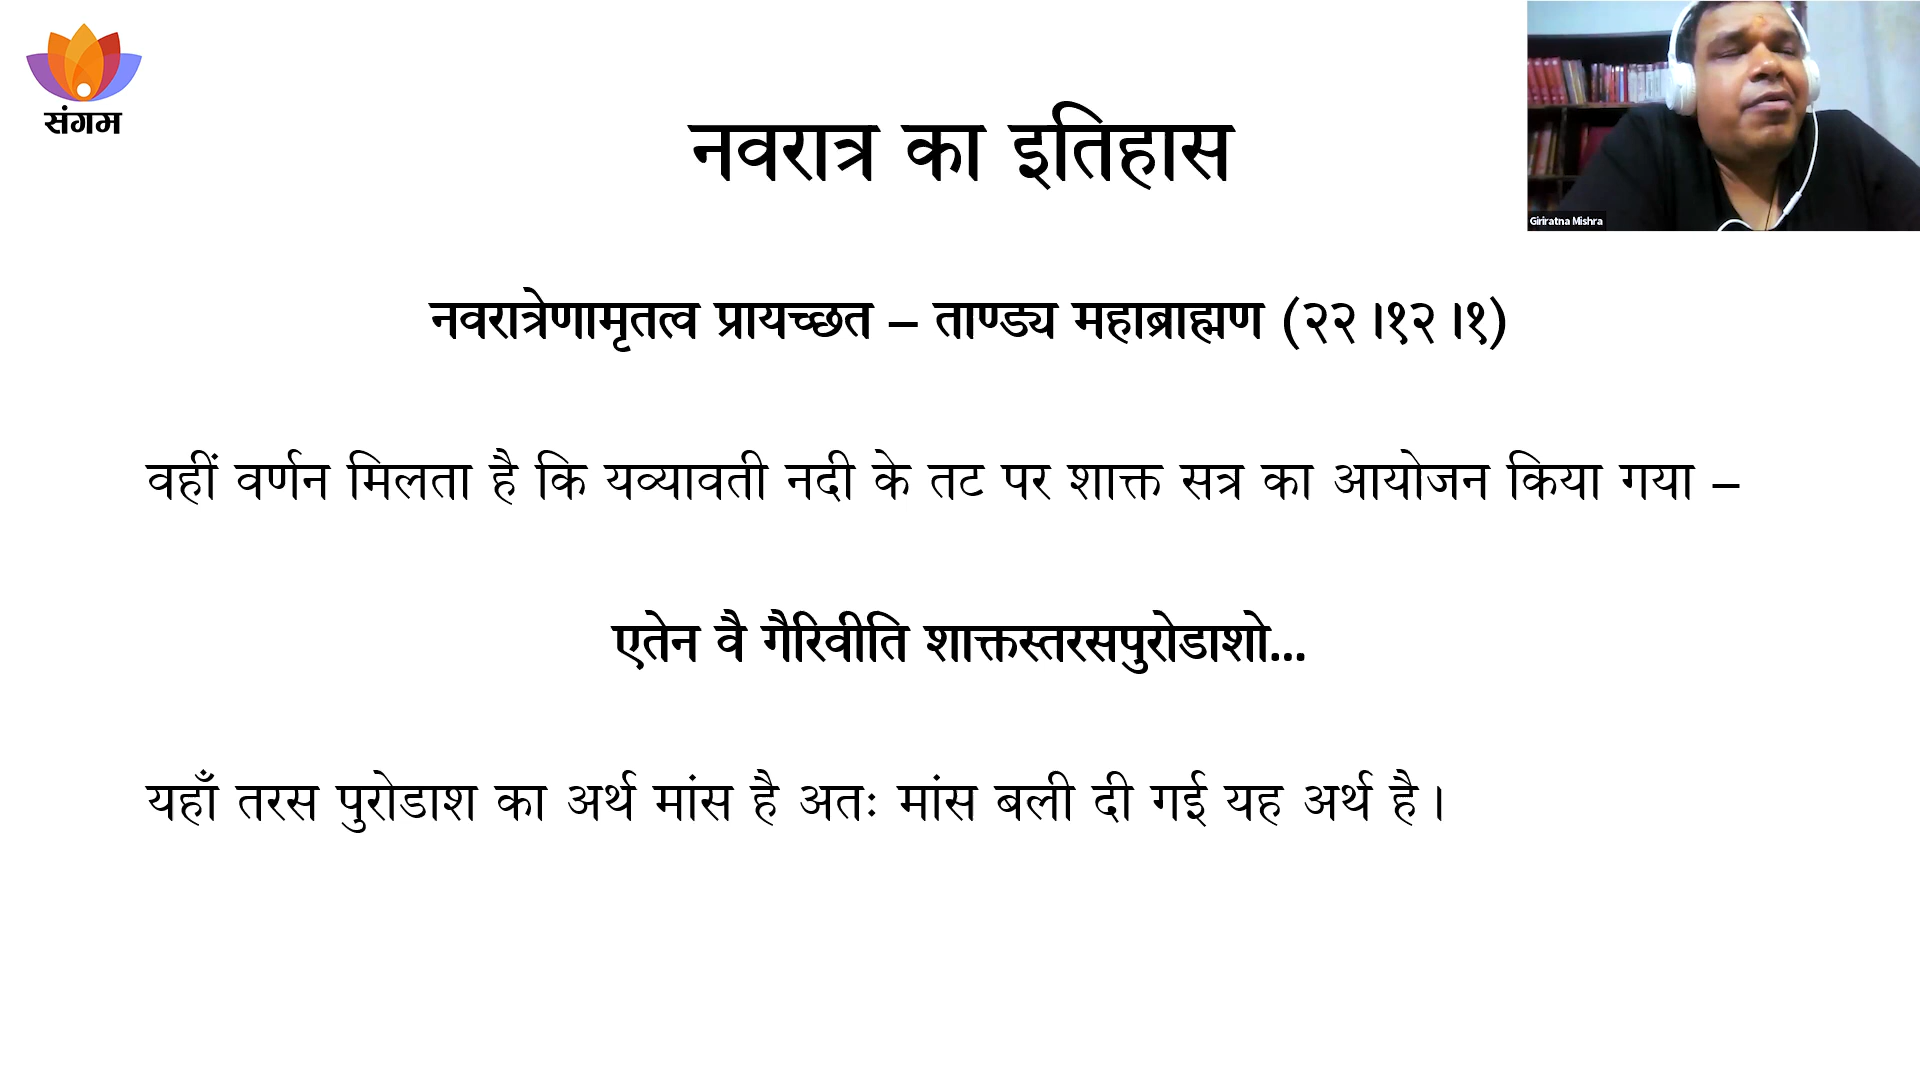 संगम
नवरात्र का इतिहास
Giriratna Mishra
नवरात्रेणामृतत्व प्रायच्छत – ताण्ड्य महाब्राह्मण (२२।१२।१)
वहीं वर्णन मिलता है कि यव्यावती नदी के तट पर शाक्त सत्र का आयोजन किया गया –
एतेन वै गैरिवीति शाक्तस्तरसपुरोडाशो...
यहाँ तरस पुरोडाश का अर्थ मांस है अतः मांस बली दी गई यह अर्थ है।